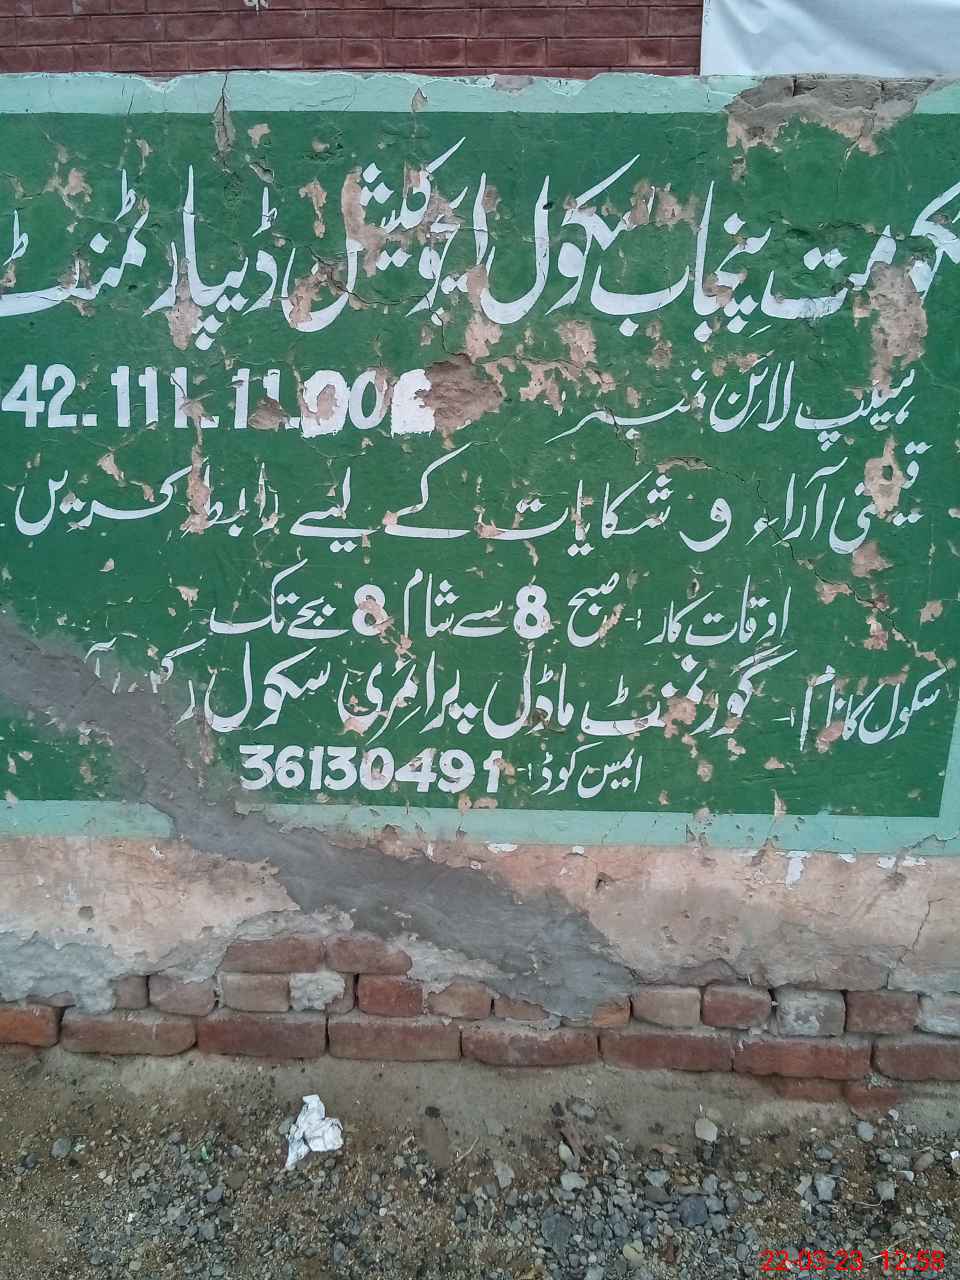 حکومت پنجاب سکول ایجوکیشن ڈیپارٹمنٹ
ہیلپ لائن نمبر 42-111-11-00
قیمتی آراء و شکایات کے لیے رابطہ کریں
اوقات کار:- صبح 8 سے شام 8 بجے تک
سکول کا نام:- گورنمنٹ ماڈل پرائمری سکول
ایمس کوڈ:- 36130491
22-03-23 12:58